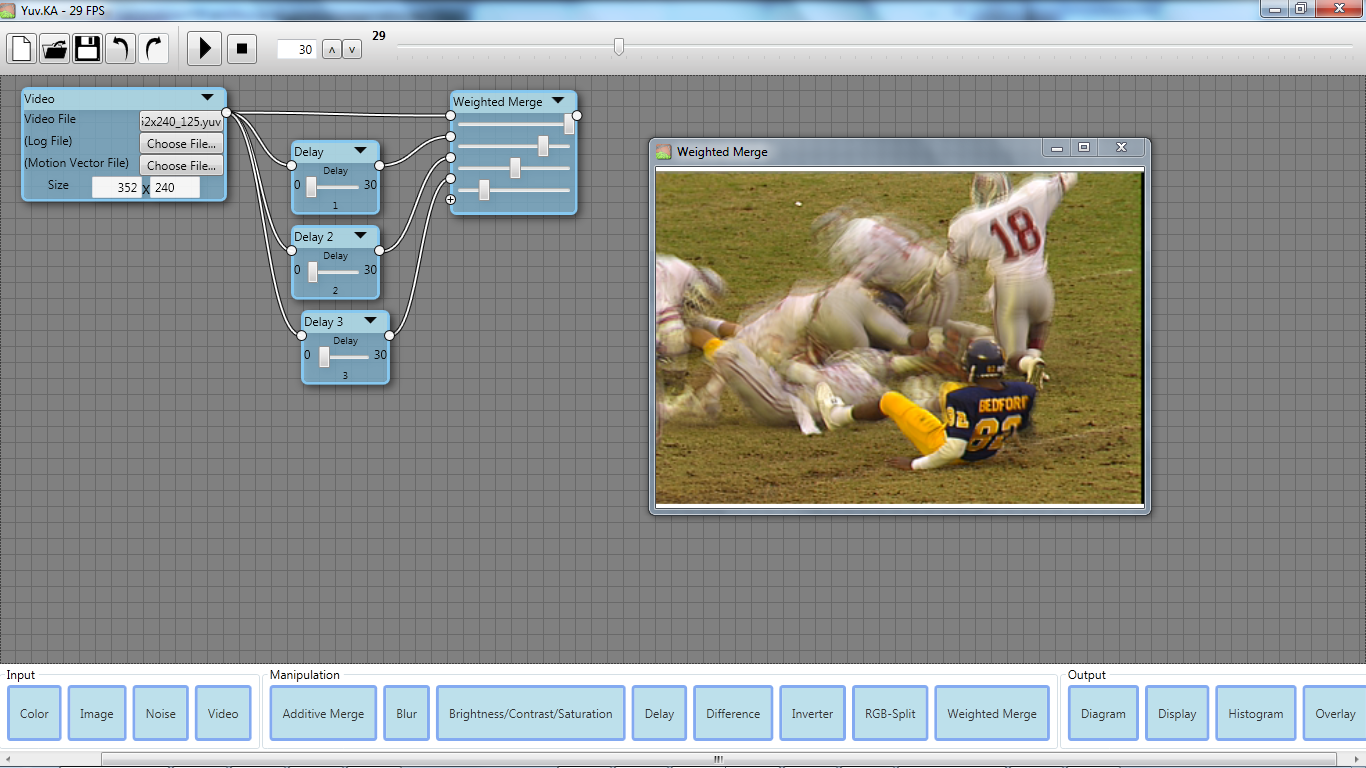 Yuv.KA - 29 FPS
30
29
Video
Video File
52x240_125.yuv
(Log File)
Choose File...
(Motion Vector File)
Choose File...
Size
352 x 240
Delay
Delay
0 30
1
Delay 2
Delay
0 30
2
Delay 3
Delay
0 30
3
Weighted Merge
Weighted Merge
18
BEDFORD
82
82
Input
Color
Image
Noise
Video
Manipulation
Additive Merge
Blur
Brightness/Contrast/Saturation
Delay
Difference
Inverter
RGB-Split
Weighted Merge
Output
Diagram
Display
Histogram
Overlay